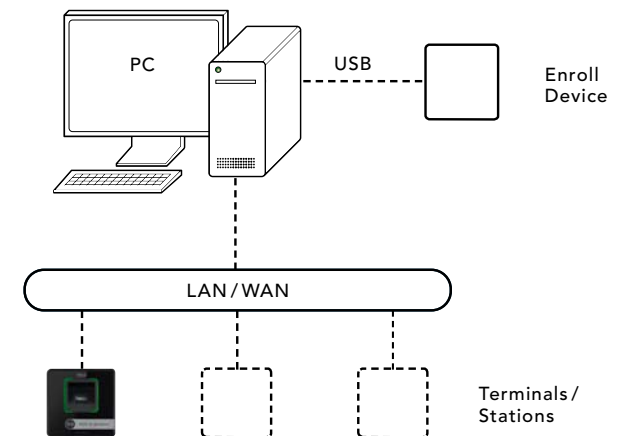 PC
USB
Enroll
Device
LAN / WAN
Terminals /
Stations